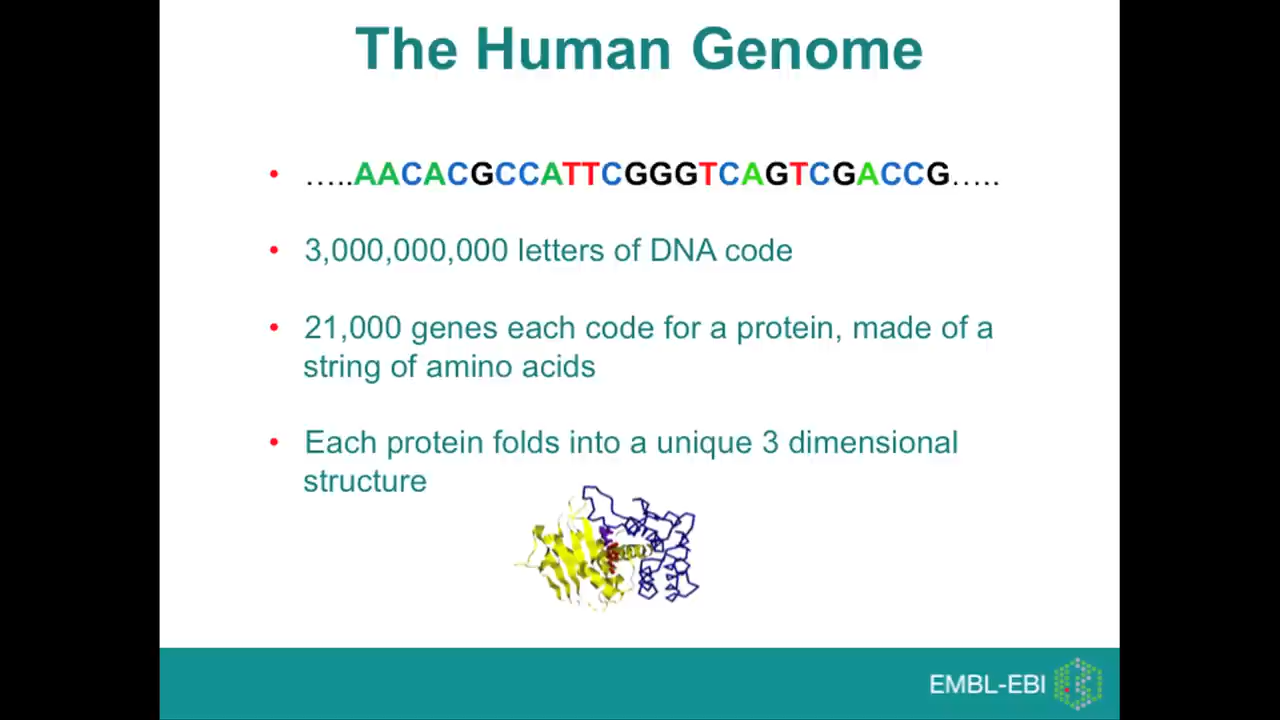 The Human Genome
• …..AACACGCCATTCGGGTCAGTCGACCG…..
• 3,000,000,000 letters of DNA code
• 21,000 genes each code for a protein, made of a
string of amino acids
• Each protein folds into a unique 3 dimensional
structure
EMBL-EBI